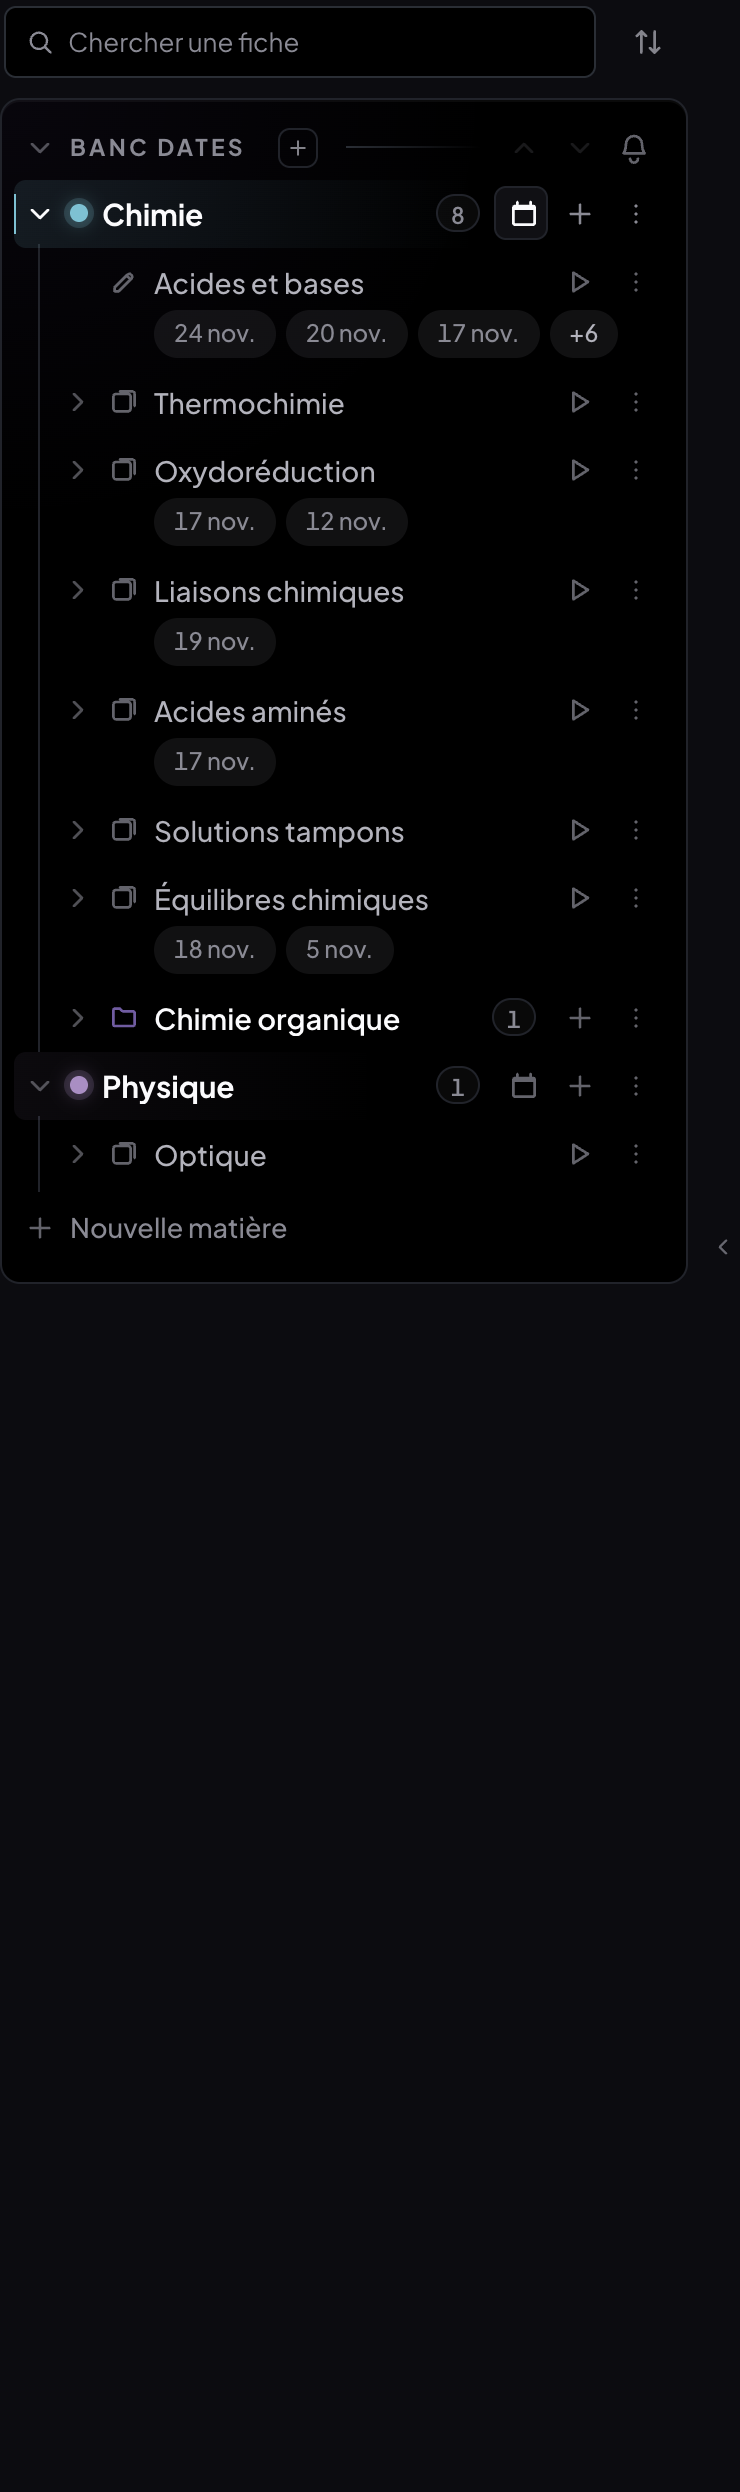 Chercher une fiche
BANC DATES
Chimie 8
Acides et bases
24 nov. 20 nov. 17 nov. +6
Thermochimie
Oxydoréduction
17 nov. 12 nov.
Liaisons chimiques
19 nov.
Acides aminés
17 nov.
Solutions tampons
Équilibres chimiques
18 nov. 5 nov.
Chimie organique 1
Physique 1
Optique
Nouvelle matière